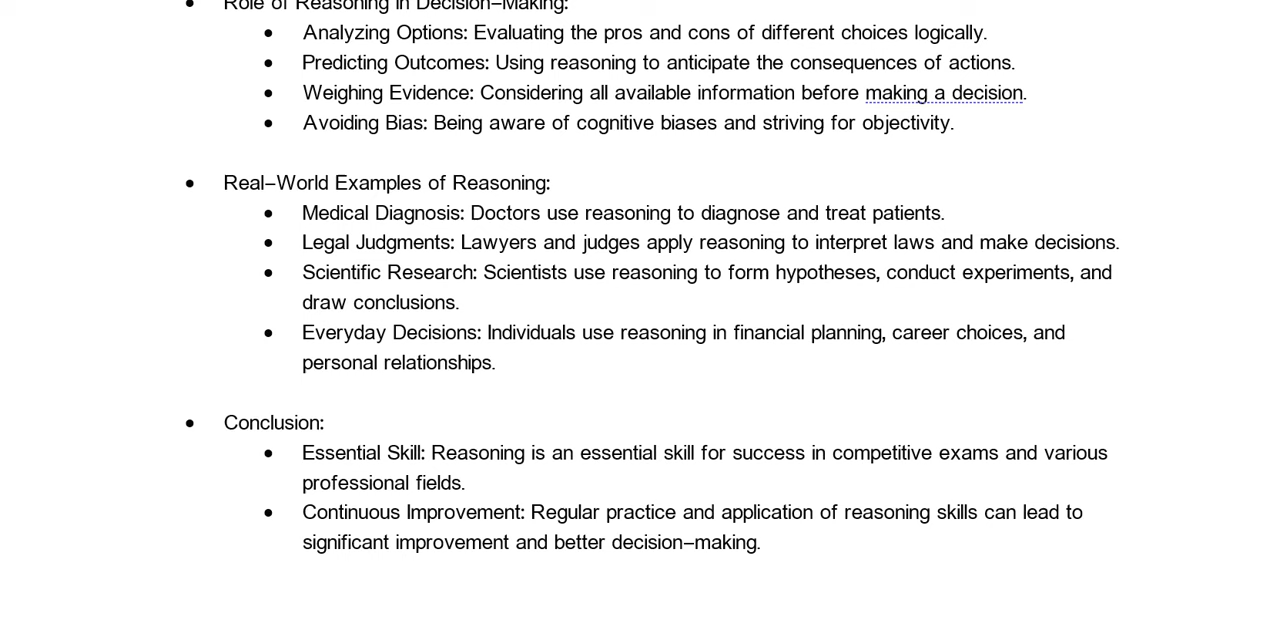 • Role of Reasoning in Decision–Making:
• Analyzing Options: Evaluating the pros and cons of different choices logically.
• Predicting Outcomes: Using reasoning to anticipate the consequences of actions.
• Weighing Evidence: Considering all available information before making a decision.
• Avoiding Bias: Being aware of cognitive biases and striving for objectivity.
• Real–World Examples of Reasoning:
• Medical Diagnosis: Doctors use reasoning to diagnose and treat patients.
• Legal Judgments: Lawyers and judges apply reasoning to interpret laws and make decisions.
• Scientific Research: Scientists use reasoning to form hypotheses, conduct experiments, and
draw conclusions.
• Everyday Decisions: Individuals use reasoning in financial planning, career choices, and
personal relationships.
• Conclusion:
• Essential Skill: Reasoning is an essential skill for success in competitive exams and various
professional fields.
• Continuous Improvement: Regular practice and application of reasoning skills can lead to
significant improvement and better decision–making.